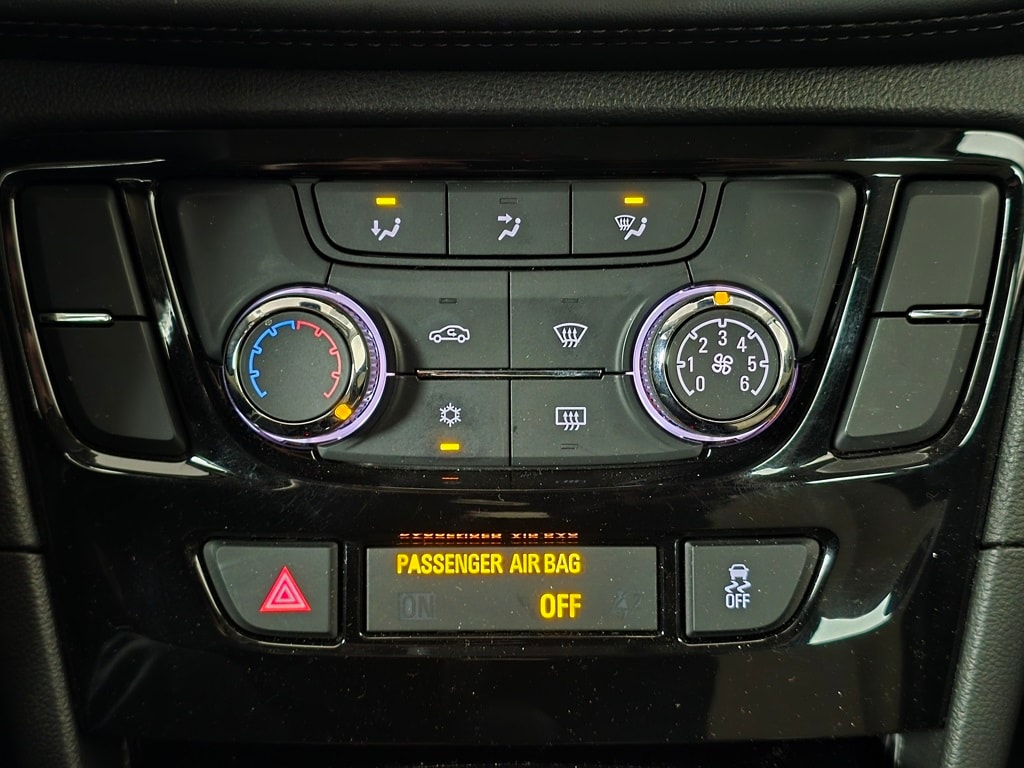 3
2 4
1 5
0 6
PASSENGER AIR BAG
ON OFF
OFF